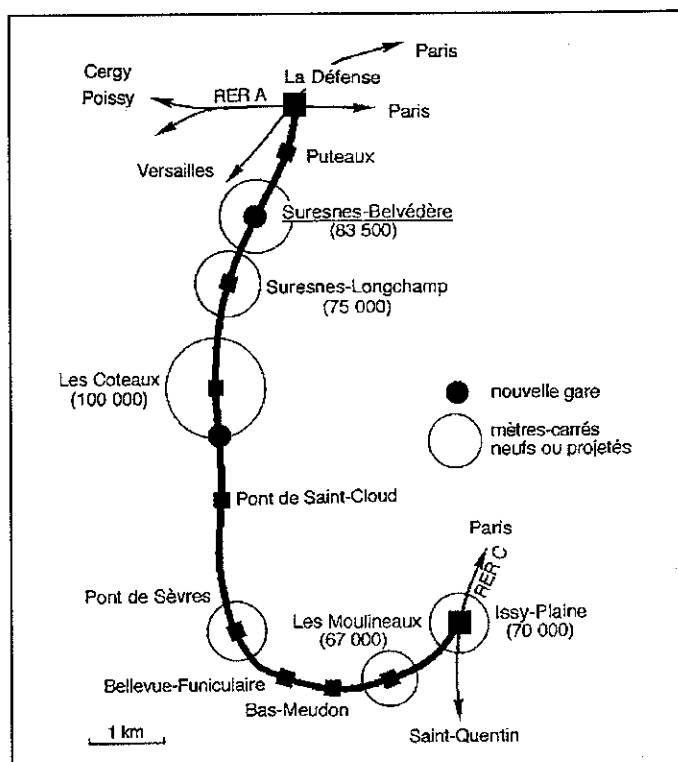 Paris
Cergy
Poissy
La Défense
RER A
Paris
Versailles
Puteaux
Suresnes-Belvédère
(83 500)
Suresnes-Longchamp
(75 000)
Les Coteaux
(100 000)
nouvelle gare
mètres-carrés
neufs ou projetés
Pont de Saint-Cloud
Paris
RER C
Pont de Sèvres
Les Moulineaux
(67 000)
Issy-Plaine
(70 000)
Bellevue-Funiculaire
Bas-Meudon
1 km
Saint-Quentin